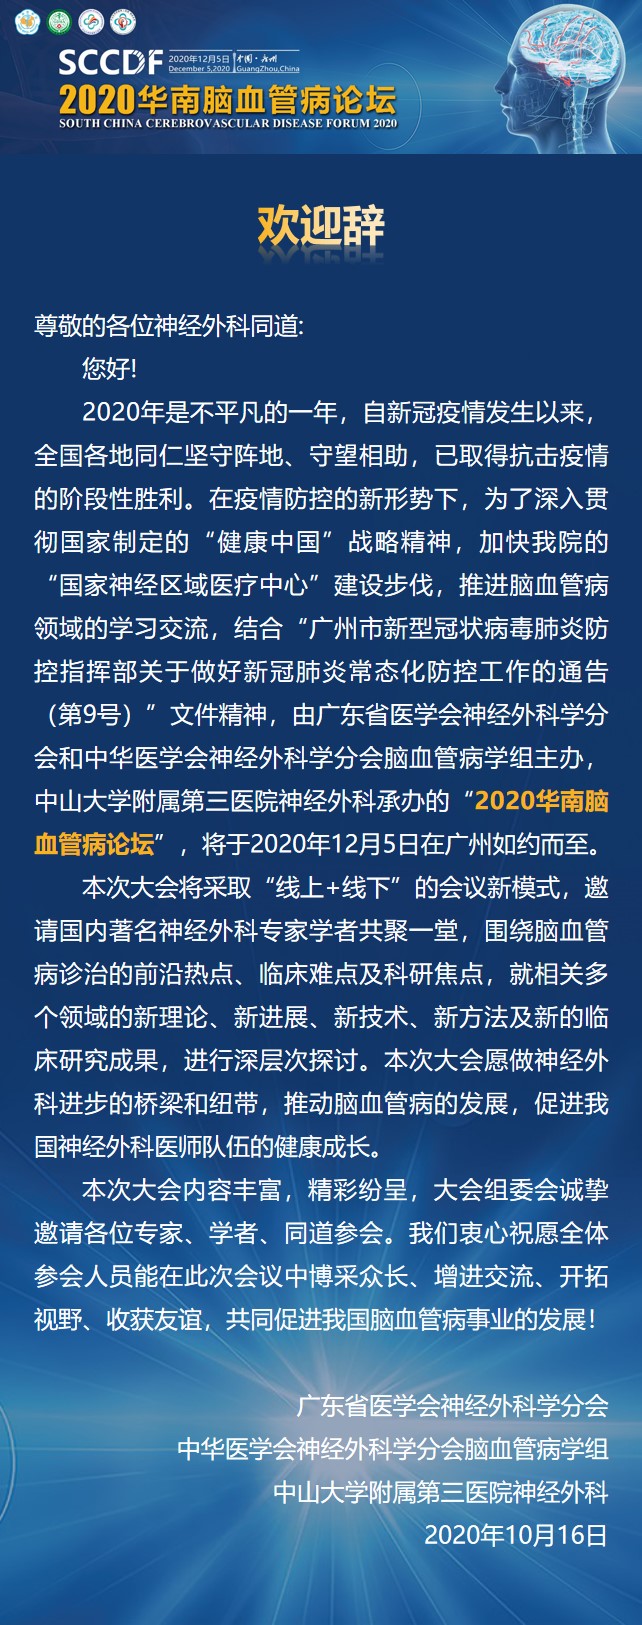 SCCDF
2020年12月5日
中国·广州
December 5,2020
GuangZhou,China
2020华南脑血管病论坛
SOUTH CHINA CEREBROVASCULAR DISEASE FORUM 2020
欢迎辞
尊敬的各位神经外科同道:
您好!
2020年是不平凡的一年，自新冠疫情发生以来，
全国各地同仁坚守阵地、守望相助，已取得抗击疫情
的阶段性胜利。在疫情防控的新形势下，为了深入贯
彻国家制定的“健康中国”战略精神，加快我院的
“国家神经区域医疗中心”建设步伐，推进脑血管病
领域的学习交流，结合“广州市新型冠状病毒肺炎防
控指挥部关于做好新冠肺炎常态化防控工作的通告
（第9号）”文件精神，由广东省医学会神经外科学分
会和中华医学会神经外科学分会脑血管病学组主办，
中山大学附属第三医院神经外科承办的“2020华南脑
血管病论坛”，将于2020年12月5日在广州如约而至。
本次大会将采取“线上+线下”的会议新模式，邀
请国内著名神经外科专家学者共聚一堂，围绕脑血管
病诊治的前沿热点、临床难点及科研焦点，就相关多
个领域的新理论、新进展、新技术、新方法及新的临
床研究成果，进行深层次探讨。本次大会愿做神经外
科进步的桥梁和纽带，推动脑血管病的发展，促进我
国神经外科医师队伍的健康成长。
本次大会内容丰富，精彩纷呈，大会组委会诚挚
邀请各位专家、学者、同道参会。我们衷心祝愿全体
参会人员能在此次会议中博采众长、增进交流、开拓
视野、收获友谊，共同促进我国脑血管病事业的发展！
广东省医学会神经外科学分会
中华医学会神经外科学分会脑血管病学组
中山大学附属第三医院神经外科
2020年10月16日